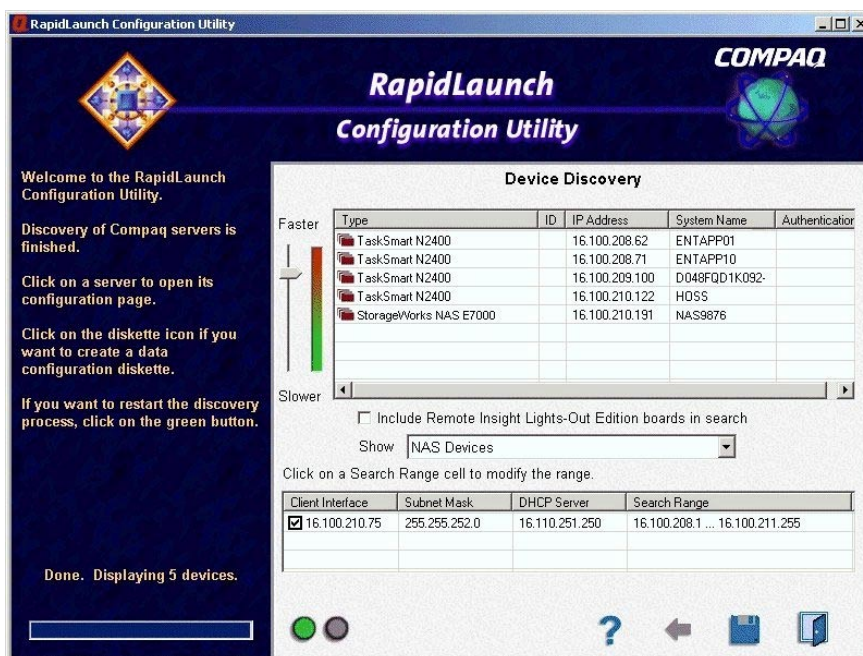 RapidLaunch Configuration Utility
COMPAQ
RapidLaunch
Configuration Utility
Welcome to the RapidLaunch
Configuration Utility.
Discovery of Compaq servers is
finished.
Click on a server to open its
configuration page.
Click on the diskette icon if you
want to create a data
configuration diskette.
If you want to restart the discovery
process, click on the green button.
Done. Displaying 5 devices.
Device Discovery
Faster
Slower
Type ID IP Address System Name Authentication
TaskSmart N2400 16.100.208.62 ENTAPP01
TaskSmart N2400 16.100.208.71 ENTAPP10
TaskSmart N2400 16.100.209.100 D048FQD1K092-
TaskSmart N2400 16.100.210.122 HOSS
StorageWorks NAS E7000 16.100.210.191 NAS9876
Include Remote Insight Lights-Out Edition boards in search
Show NAS Devices
Click on a Search Range cell to modify the range.
Client Interface Subnet Mask DHCP Server Search Range
16.100.210.75 255.255.252.0 16.110.251.250 16.100.208.1 ... 16.100.211.255
?